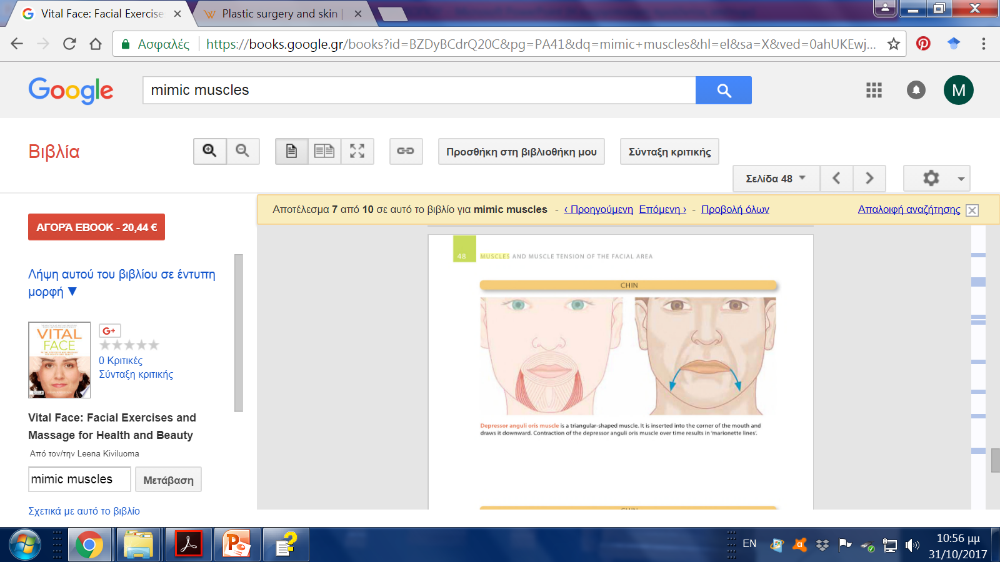 Vital Face: Facial Exercise
Plastic surgery and skin |
Ασφαλές
https://books.google.gr/books?id=BZDyBCdrQ20C&pg=PA41&dq=mimic+muscles&hl=el&sa=X&ved=0ahUKEwj...
Google
mimic muscles
M
Βιβλία
Προσθήκη στη βιβλιοθήκη μου
Σύνταξη κριτικής
Σελίδα 48
Αποτέλεσμα 7 από 10 σε αυτό το βιβλίο για mimic muscles - ‹ Προηγούμενη Επόμενη › - Προβολή όλων
Απαλοιφή αναζήτησης
ΑΓΟΡΆ EBOOK - 20,44 €
Λήψη αυτού του βιβλίου σε έντυπη
μορφή ▼
VITAL
FACE
G+
0 Κριτικές
Σύνταξη κριτικής
Vital Face: Facial Exercises and
Massage for Health and Beauty
Από τον/την Leena Kiviluoma
mimic muscles
Μετάβαση
Σχετικά με αυτό το βιβλίο
48 MUSCLES AND MUSCLE TENSION OF THE FACIAL AREA
CHIN
Depressor anguli oris muscle is a triangular-shaped muscle. It is inserted into the corner of the mouth and
draws it downward. Contraction of the depressor anguli oris muscle over time results in 'marionette lines'.
CHIN
EN
10:56 μμ
31/10/2017